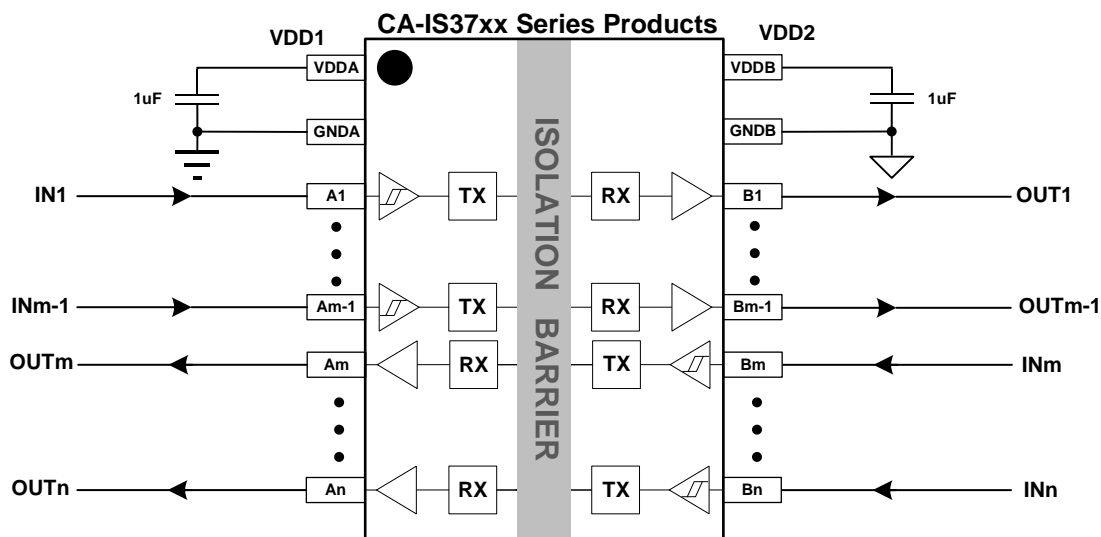 CA-IS37xx Series Products
VDD1
VDD2
VDDA
VDDB
1uF
1uF
GNDA
GNDB
ISOLATION BARRIER
IN1
A1
TX
RX
B1
OUT1
INm-1
Am-1
TX
RX
Bm-1
OUTm-1
OUTm
Am
RX
TX
Bm
INm
OUTn
An
RX
TX
Bn
INn